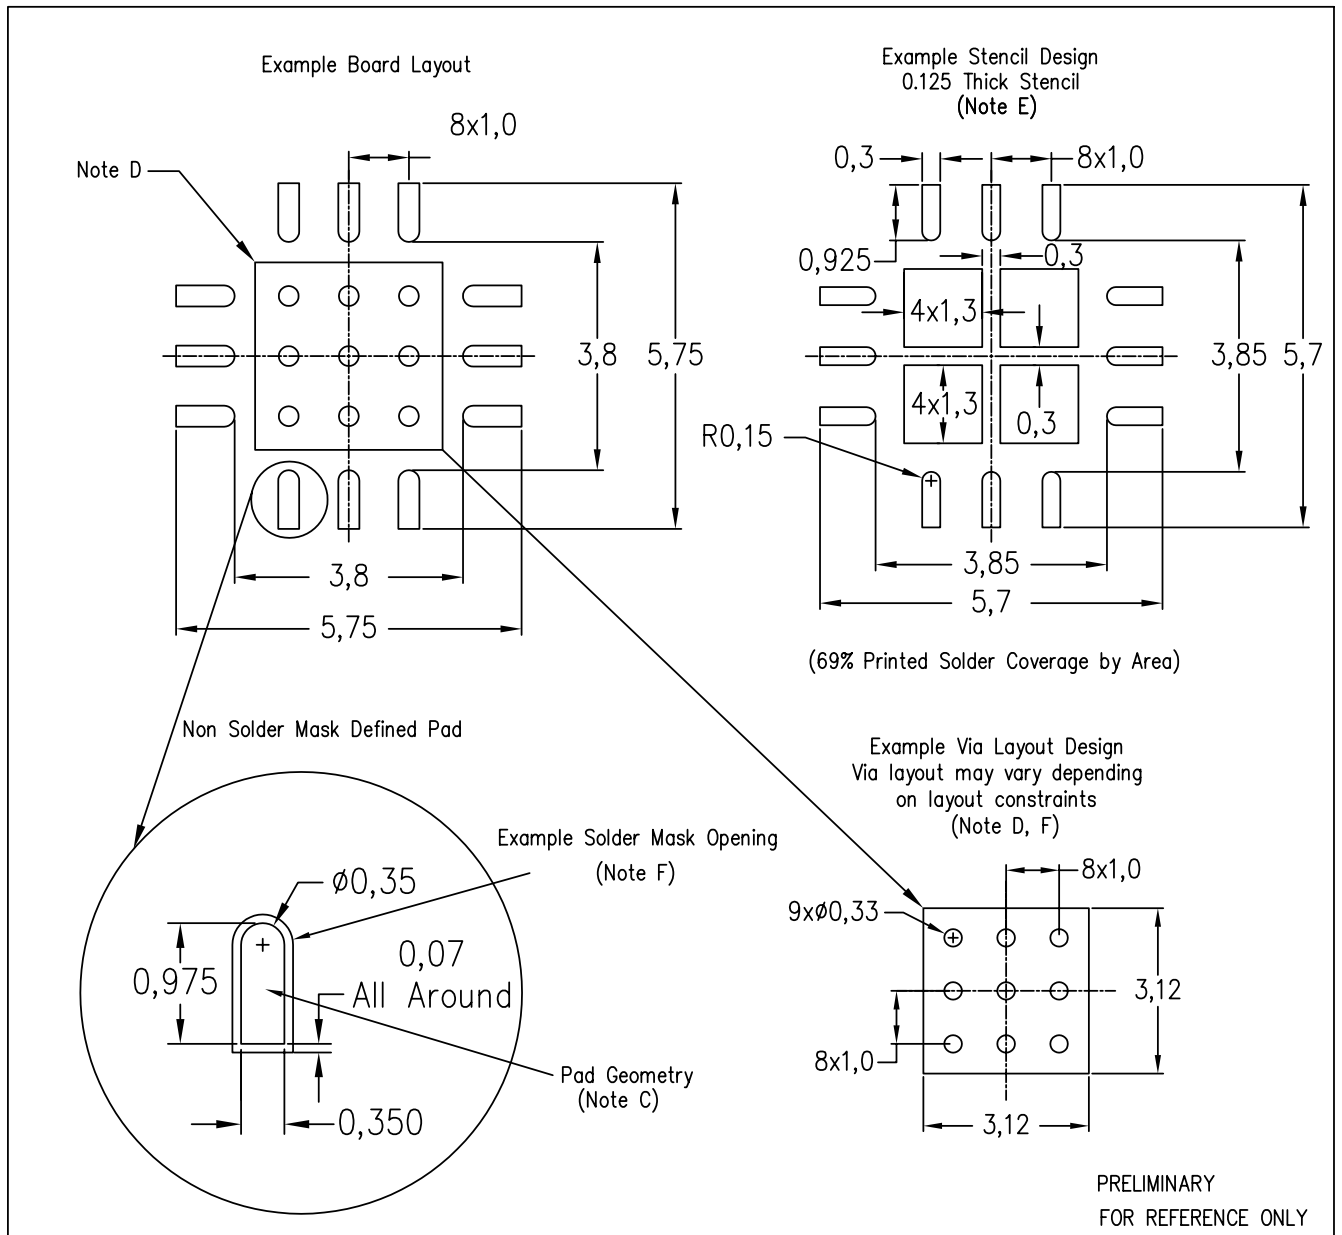 Example Board Layout
8x1,0
Note D
3,8
5,75
3,8
5,75
Example Stencil Design
0.125 Thick Stencil
(Note E)
0,3
8x1,0
0,925
0,3
4x1,3
3,85
5,7
4x1,3
0,3
R0,15
3,85
5,7
(69% Printed Solder Coverage by Area)
Non Solder Mask Defined Pad
Example Solder Mask Opening
(Note F)
Ø0,35
0,07
All Around
0,975
Pad Geometry
(Note C)
0,350
Example Via Layout Design
Via layout may vary depending
on layout constraints
(Note D, F)
8x1,0
9xØ0,33
3,12
8x1,0
3,12
PRELIMINARY
FOR REFERENCE ONLY